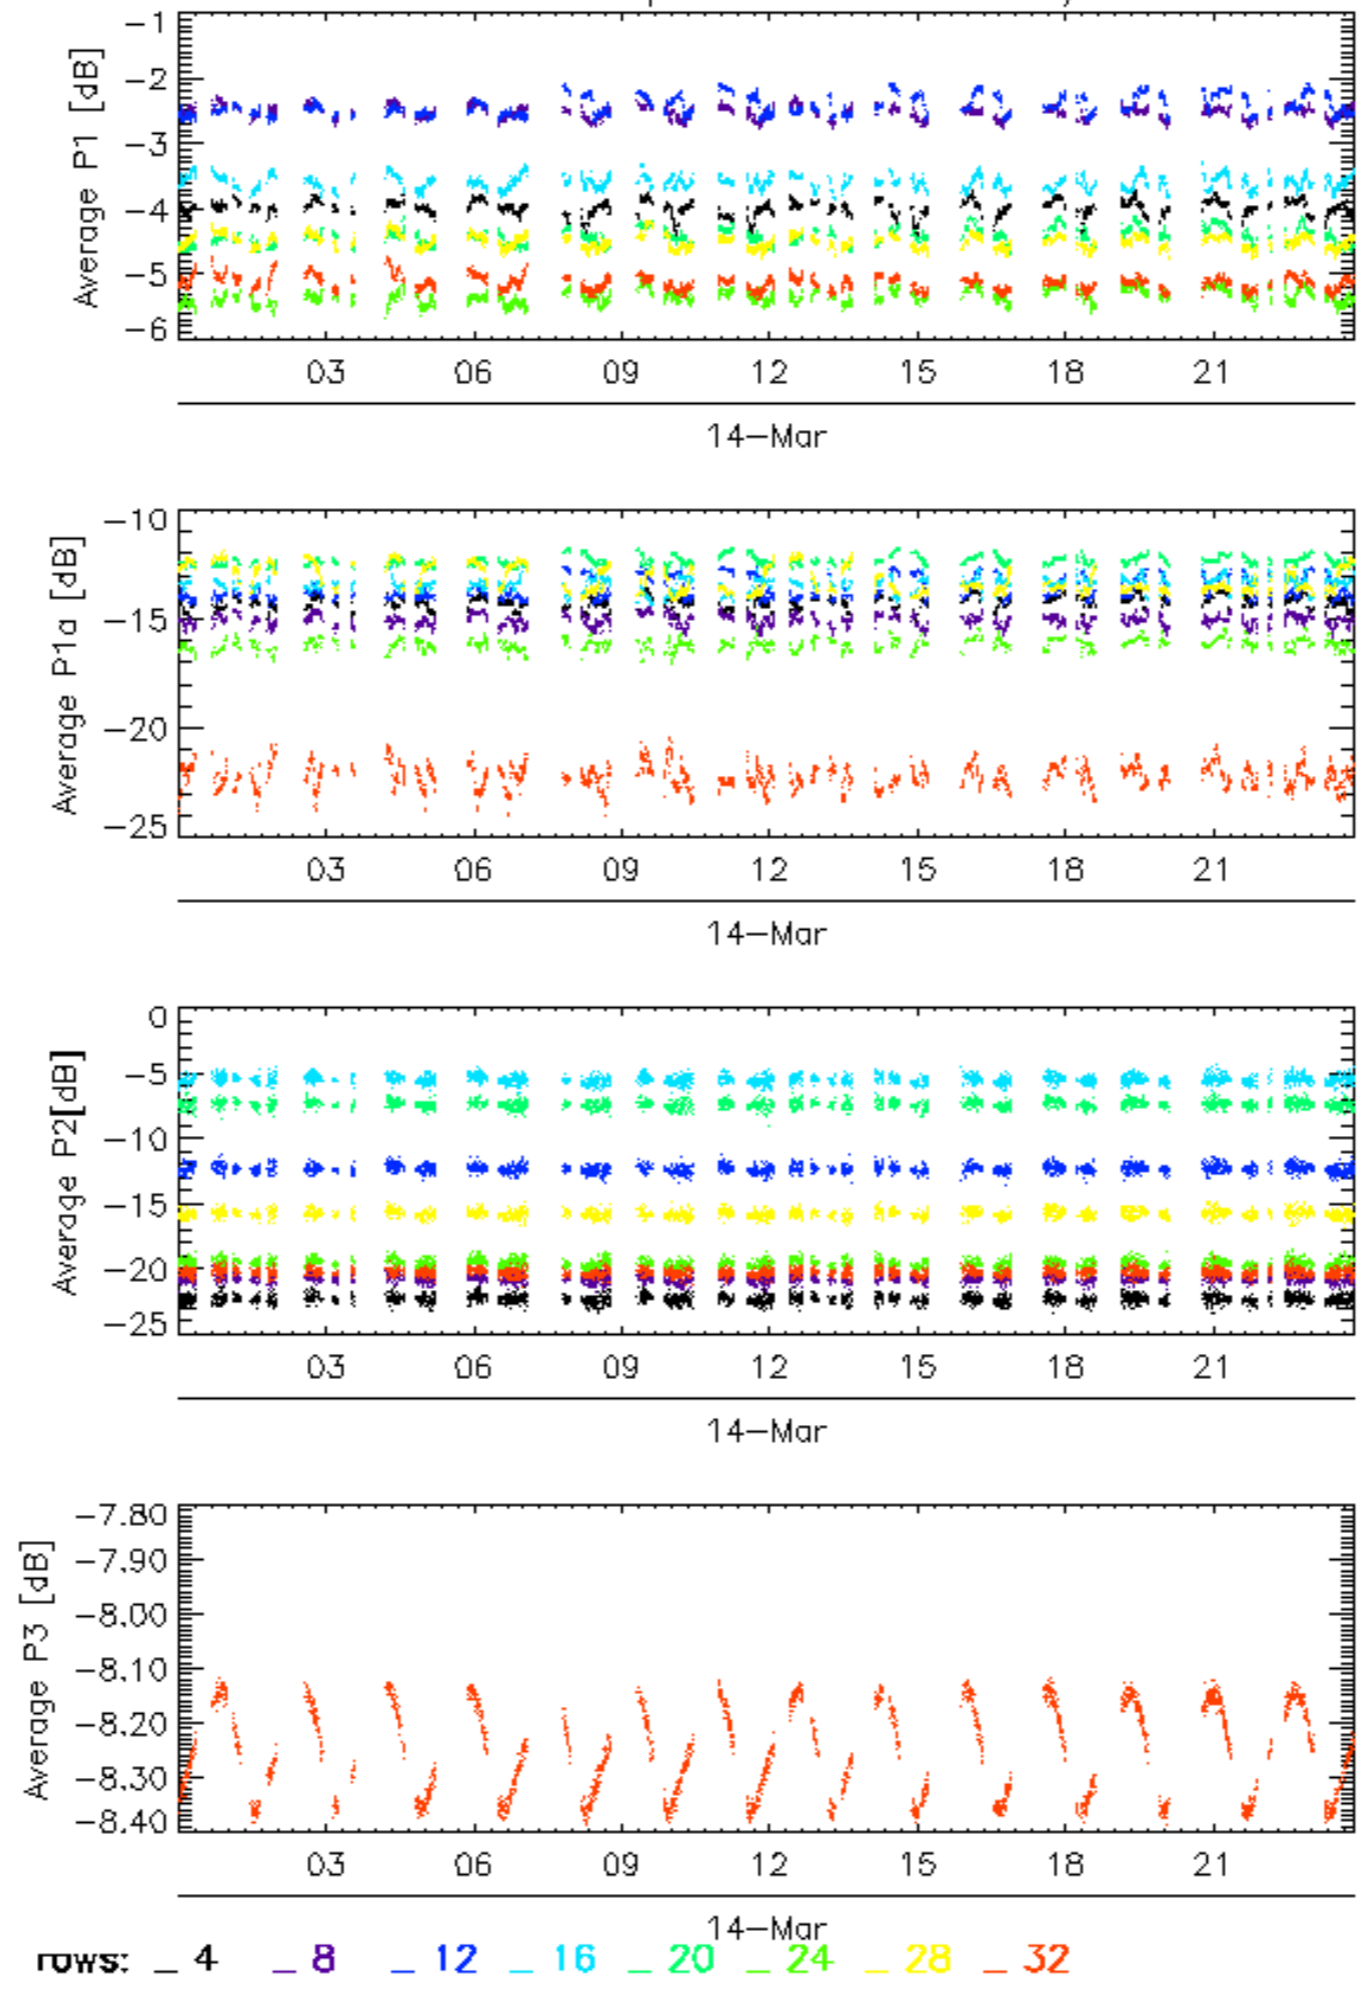 Average P1 [dB]
−1
−2
−3
−4
−5
−6
03 06 09 12 15 18 21
14−Mar
Average P1a [dB]
−10
−15
−20
−25
03 06 09 12 15 18 21
14−Mar
Average P2[dB]
0
−5
−10
−15
−20
−25
03 06 09 12 15 18 21
14−Mar
Average P3 [dB]
−7.80
−7.90
−8.00
−8.10
−8.20
−8.30
−8.40
03 06 09 12 15 18 21
14−Mar
rows: _ 4 _ 8 _ 12 _ 16 _ 20 _ 24 _ 28 _ 32